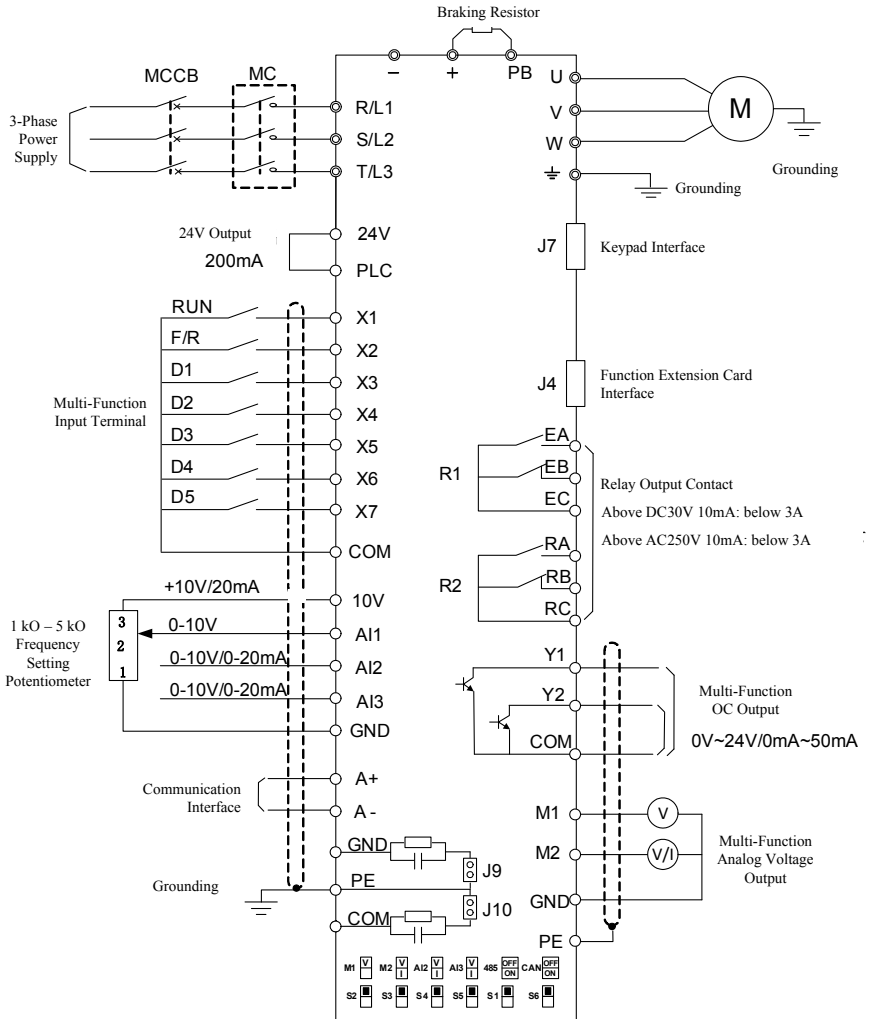 Braking Resistor
MCCB
MC
−
+
PB
3-Phase
Power
Supply
R/L1
S/L2
T/L3
U
V
W
M
Grounding
Grounding
24V Output
200mA
24V
PLC
J7
Keypad Interface
RUN
F/R
D1
D2
D3
D4
D5
Multi-Function
Input Terminal
X1
X2
X3
X4
X5
X6
X7
COM
J4
Function Extension Card
Interface
R1
EA
EB
EC
R2
RA
RB
RC
Relay Output Contact
Above DC30V 10mA: below 3A
Above AC250V 10mA: below 3A
+10V/20mA
0-10V
0-10V/0-20mA
0-10V/0-20mA
1 kO – 5 kO
Frequency
Setting
Potentiometer
3
2
1
10V
AI1
AI2
AI3
GND
Y1
Y2
COM
Multi-Function
OC Output
0V~24V/0mA~50mA
Communication
Interface
A+
A -
M1
M2
GND
PE
V
V/I
Multi-Function
Analog Voltage
Output
Grounding
GND
PE
COM
J9
J10
M1 V
M2 V I
AI2 V I
AI3 V I
485 OFF ON
CAN OFF ON
S2
S3
S4
S5
S1
S6